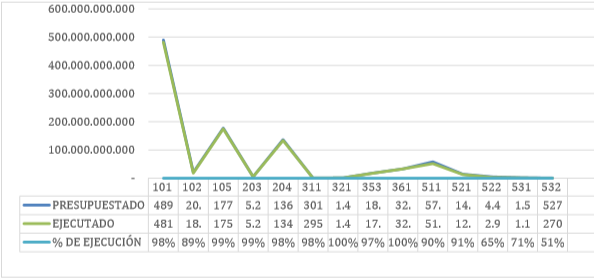 600.000.000.000
500.000.000.000
400.000.000.000
300.000.000.000
200.000.000.000
100.000.000.000
-
101 102 105 203 204 311 321 353 361 511 521 522 531 532
PRESUPUESTADO 489 20. 177 5.2 136 301 1.4 18. 32. 57. 14. 4.4 1.5 527
EJECUTADO 481 18. 175 5.2 134 295 1.4 17. 32. 51. 12. 2.9 1.1 270
% DE EJECUCIÓN 98% 89% 99% 99% 98% 98% 100% 97% 100% 90% 91% 65% 71% 51%